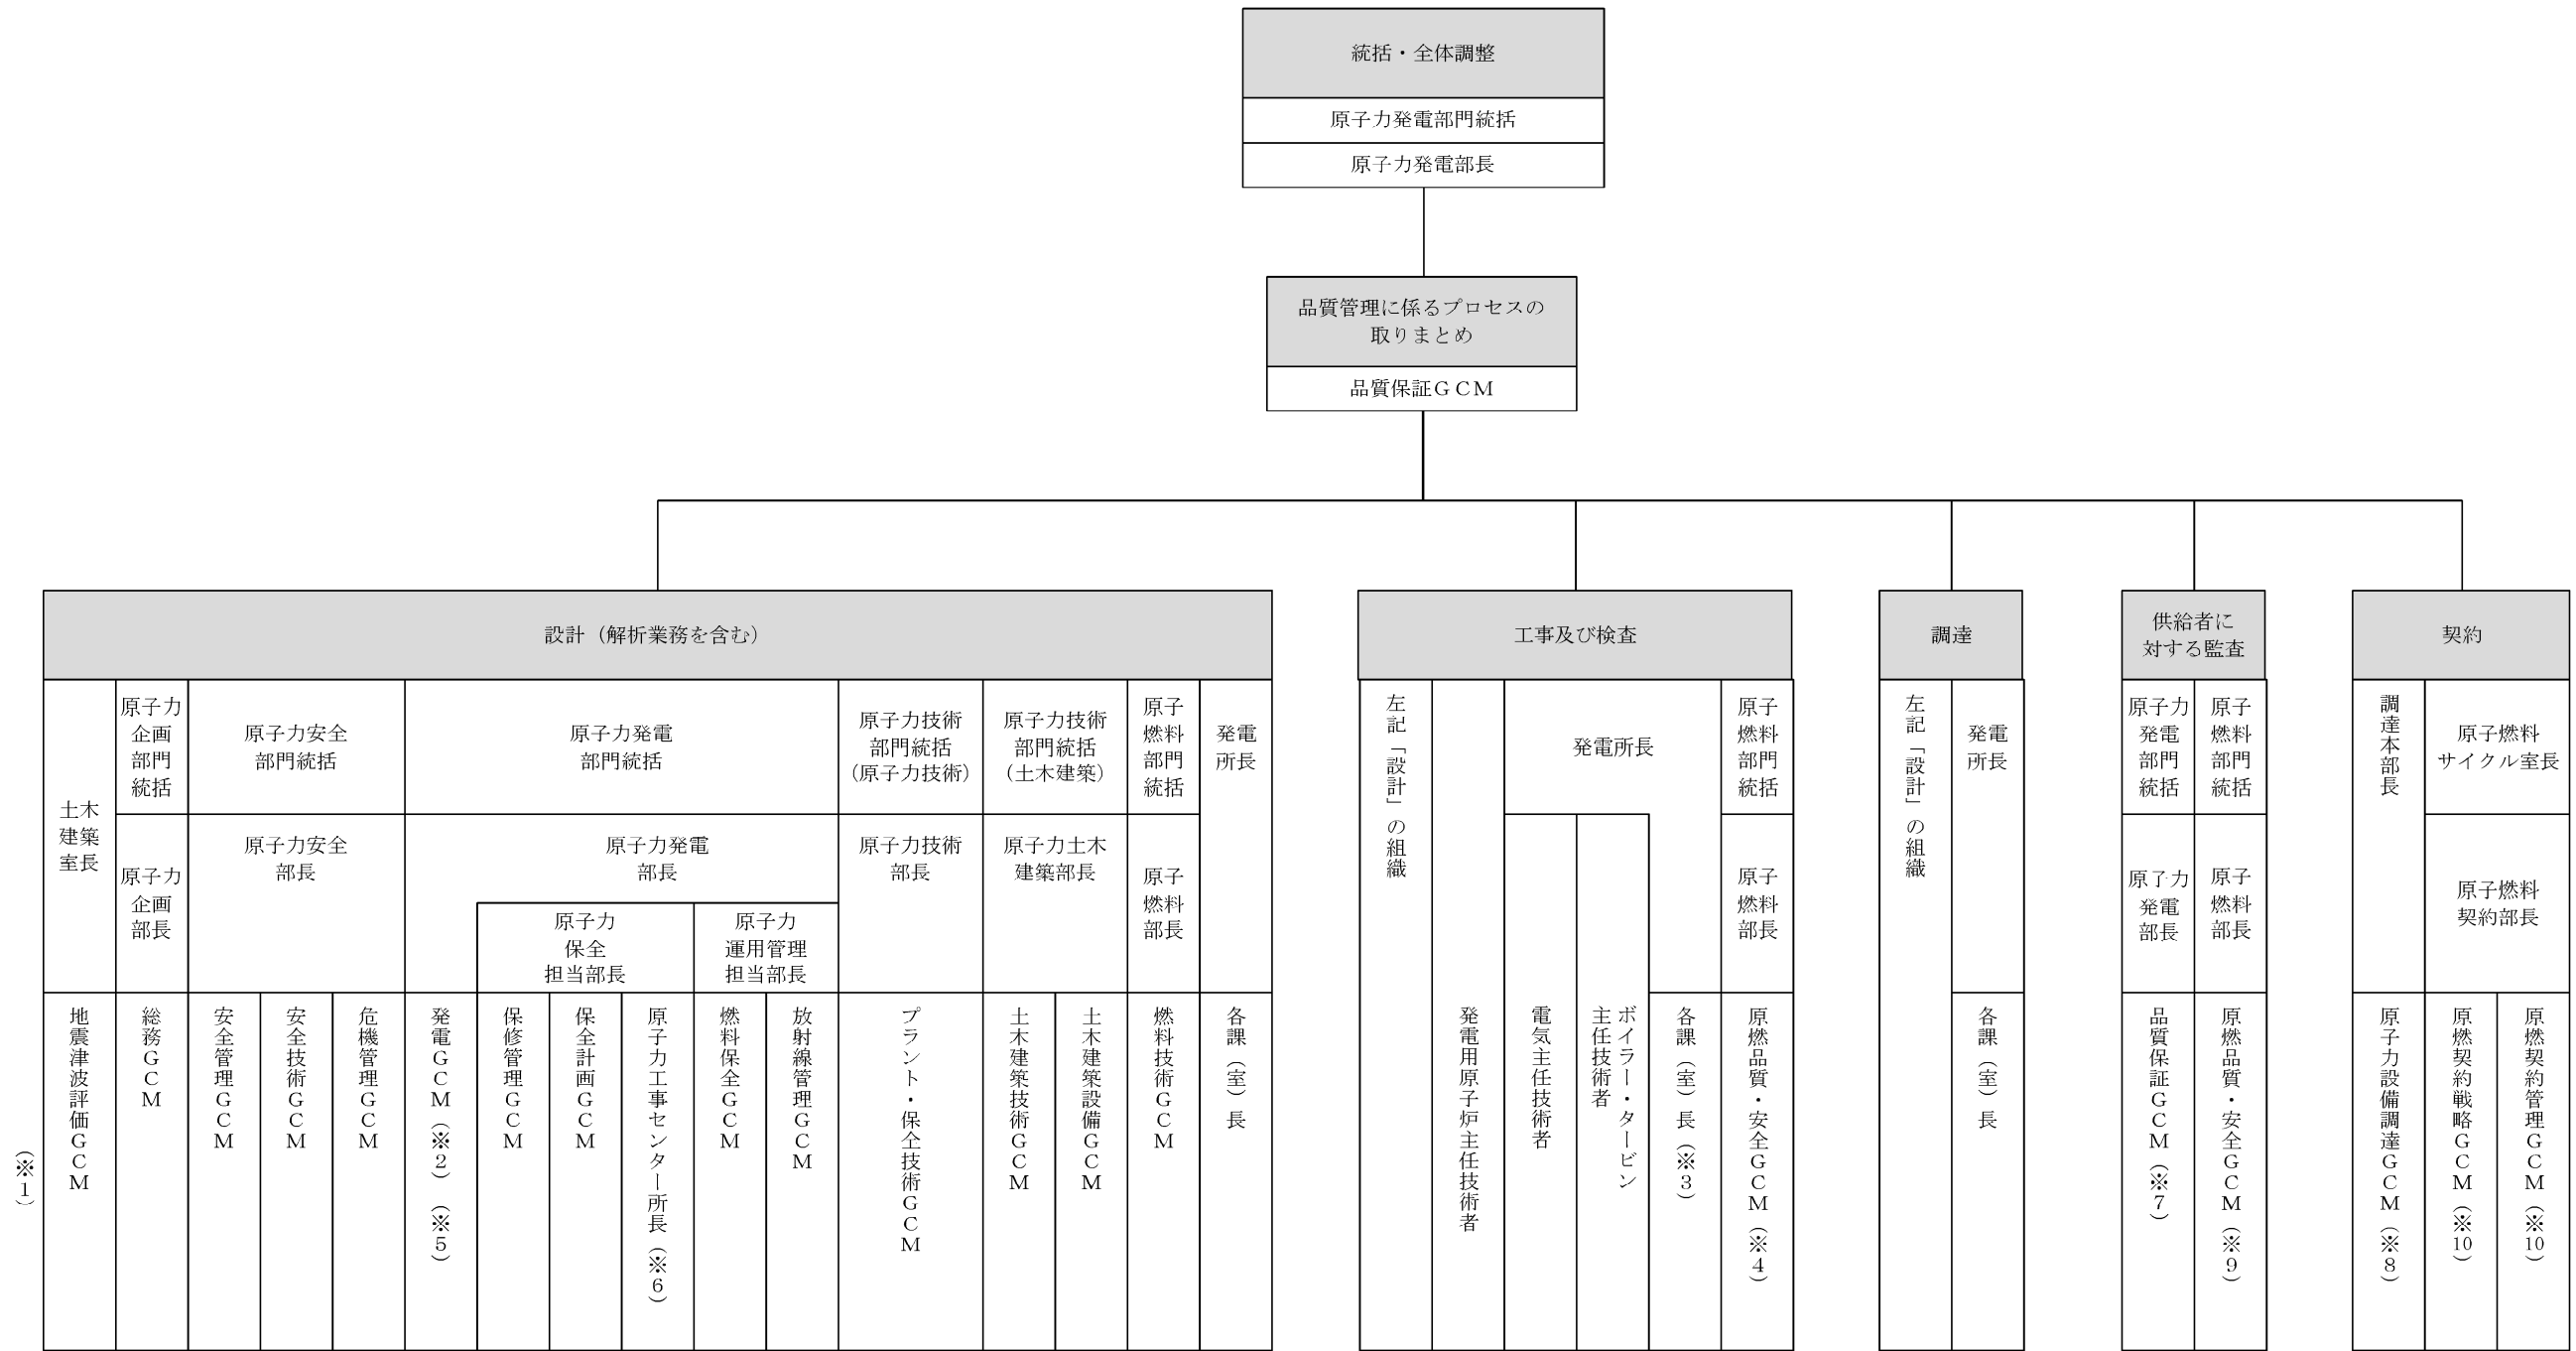 統括・全体調整
原子力発電部門統括
原子力発電部長
品質管理に係るプロセスの
取りまとめ
品質保証ＧＣＭ
設計（解析業務を含む）
土木
建築
室長
原子力
企画
部門
統括
原子力安全
部門統括
原子力発電
部門統括
原子力技術
部門統括
（原子力技術）
原子力技術
部門統括
（土木建築）
原子
燃料
部門
統括
発電
所長
原子力
企画
部長
原子力安全
部長
原子力発電
部長
原子力
保全
担当部長
原子力
運用管理
担当部長
原子力技術
部長
原子力土木
建築部長
原子
燃料
部長
地震津波評価ＧＣＭ
総務ＧＣＭ
安全管理ＧＣＭ
安全技術ＧＣＭ
危機管理ＧＣＭ
発電ＧＣＭ（※２）（※５）
保修管理ＧＣＭ
保全計画ＧＣＭ
原子力工事センター所長（※６）
燃料保全ＧＣＭ
放射線管理ＧＣＭ
プラント・保全技術ＧＣＭ
土木建築技術ＧＣＭ
土木建築設備ＧＣＭ
燃料技術ＧＣＭ
各課（室）長
（※１）
工事及び検査
左記「設計」の組織
発電用原子炉主任技術者
発電所長
電気主任技術者
ボイラー・タービン
主任技術者
各課（室）長（※３）
原子
燃料
部門
統括
原子
燃料
部長
原燃品質・安全ＧＣＭ（※４）
調達
左記「設計」の組織
発電
所長
各課（室）長
供給者に
対する監査
原子力
発電
部門
統括
原子
燃料
部門
統括
原子力
発電
部長
原子
燃料
部長
品質保証ＧＣＭ（※７）
原燃品質・安全ＧＣＭ（※９）
契約
調達本部長
原子燃料
サイクル室長
原子燃料
契約部長
原子力設備調達ＧＣＭ（※８）
原燃契約戦略ＧＣＭ（※10）
原燃契約管理ＧＣＭ（※10）